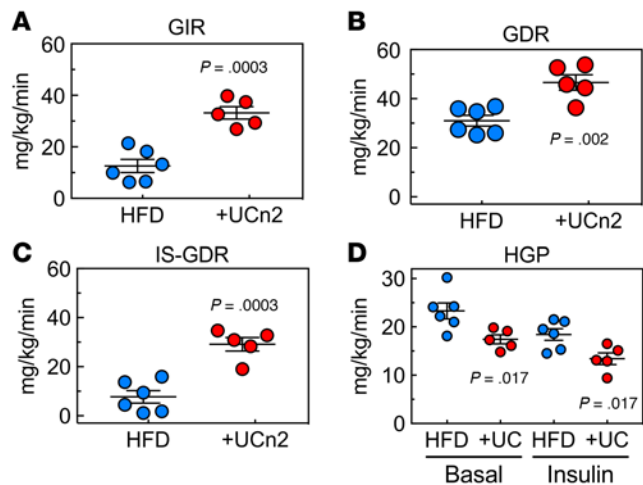 A
GIR
mg/kg/min
60
40
20
0
P = .0003
HFD
+UCn2
B
GDR
mg/kg/min
60
40
20
0
P = .002
HFD
+UCn2
C
IS-GDR
mg/kg/min
60
40
20
0
P = .0003
HFD
+UCn2
D
HGP
mg/kg/min
30
20
10
0
P = .017
P = .017
HFD +UC HFD +UC
Basal Insulin